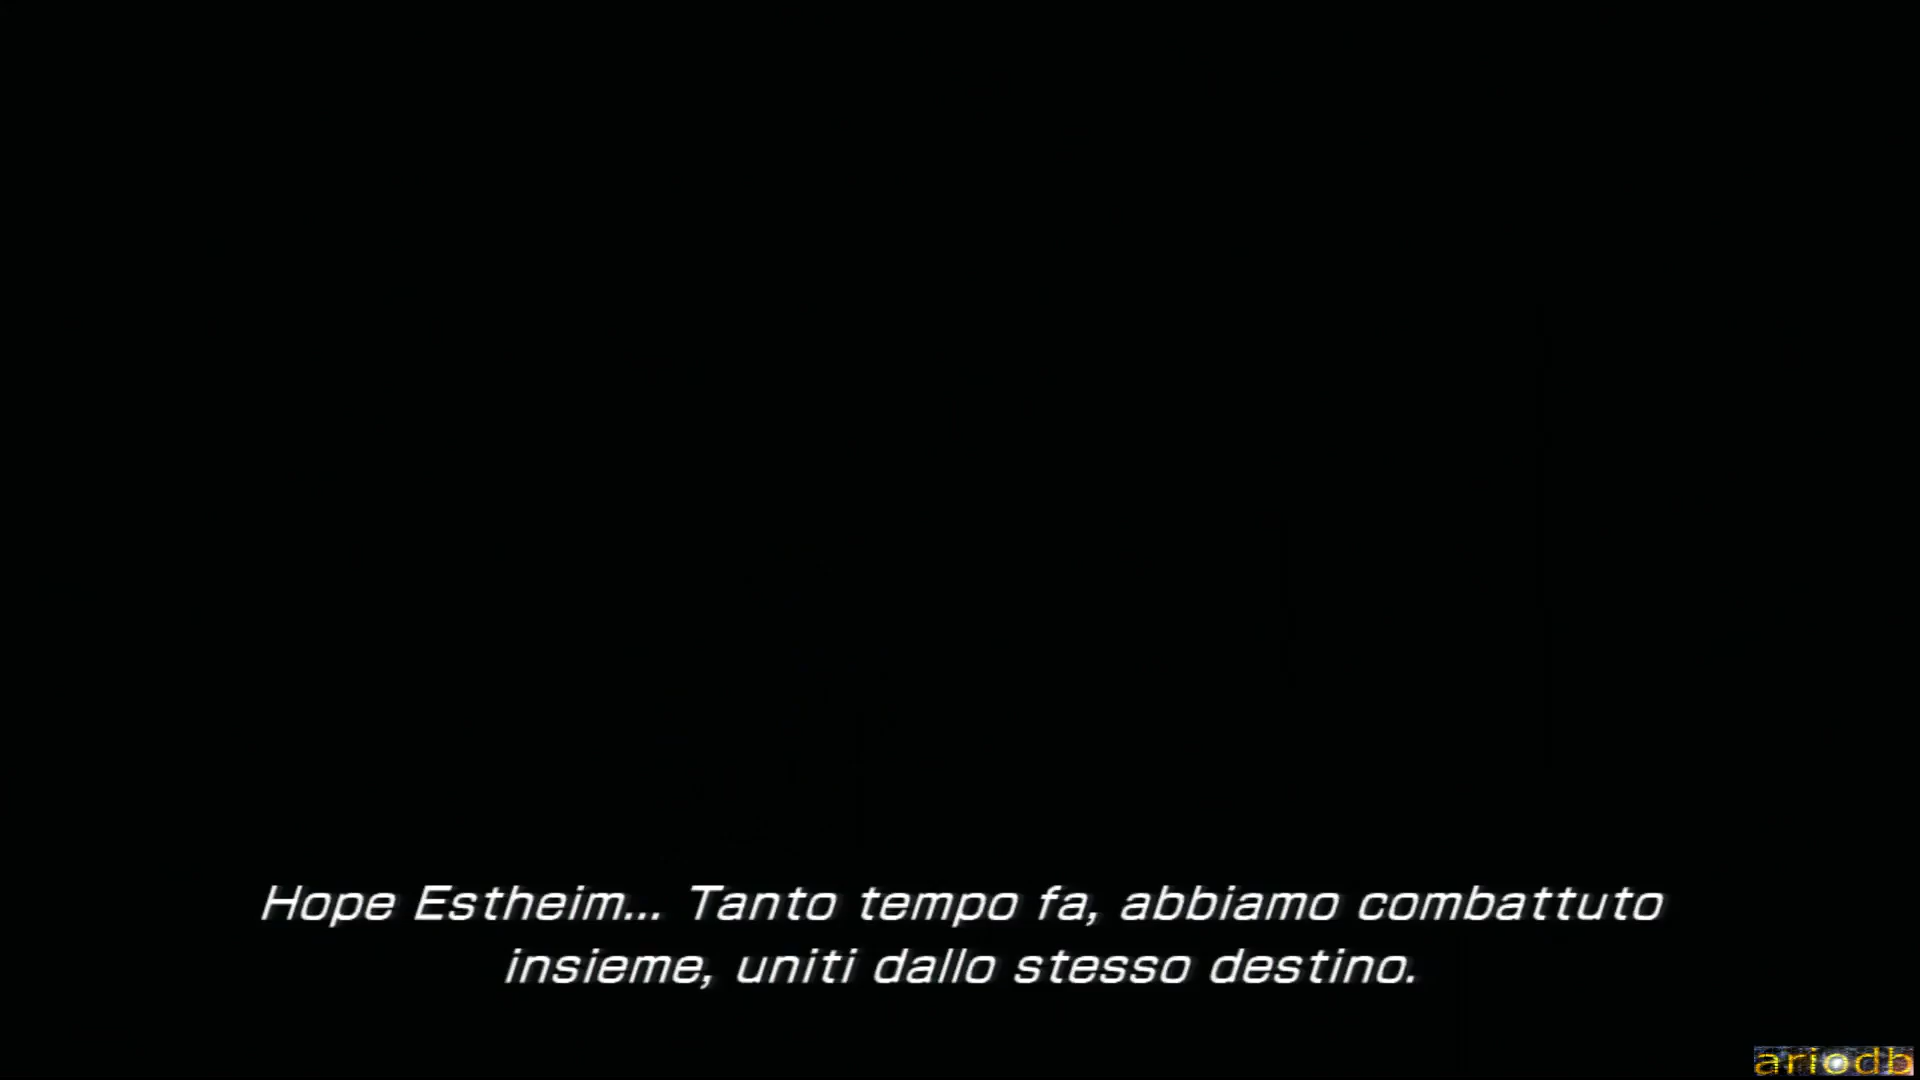 Hope Estheim... Tanto tempo fa, abbiamo combattuto
insieme, uniti dallo stesso destino.
ariodb